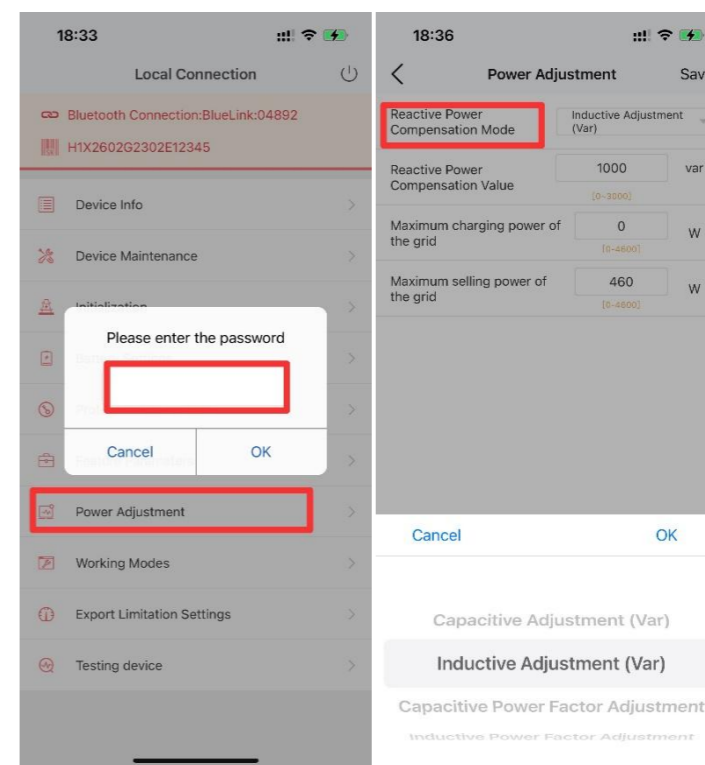 18:33
Local Connection
Bluetooth Connection:BlueLink:04892
H1X2602G2302E12345
Device Info
Device Maintenance
Initialization
Please enter the password
Cancel
OK
Power Adjustment
Working Modes
Export Limitation Settings
Testing device
18:36
Power Adjustment
Sav
Reactive Power
Compensation Mode
Inductive Adjustment
(Var)
Reactive Power
Compensation Value
1000
var
[0~3000]
Maximum charging power of
the grid
0
W
[0~4600]
Maximum selling power of
the grid
460
W
[0~4600]
Cancel
OK
Capacitive Adjustment (Var)
Inductive Adjustment (Var)
Capacitive Power Factor Adjustment
Inductive Power Factor Adjustment